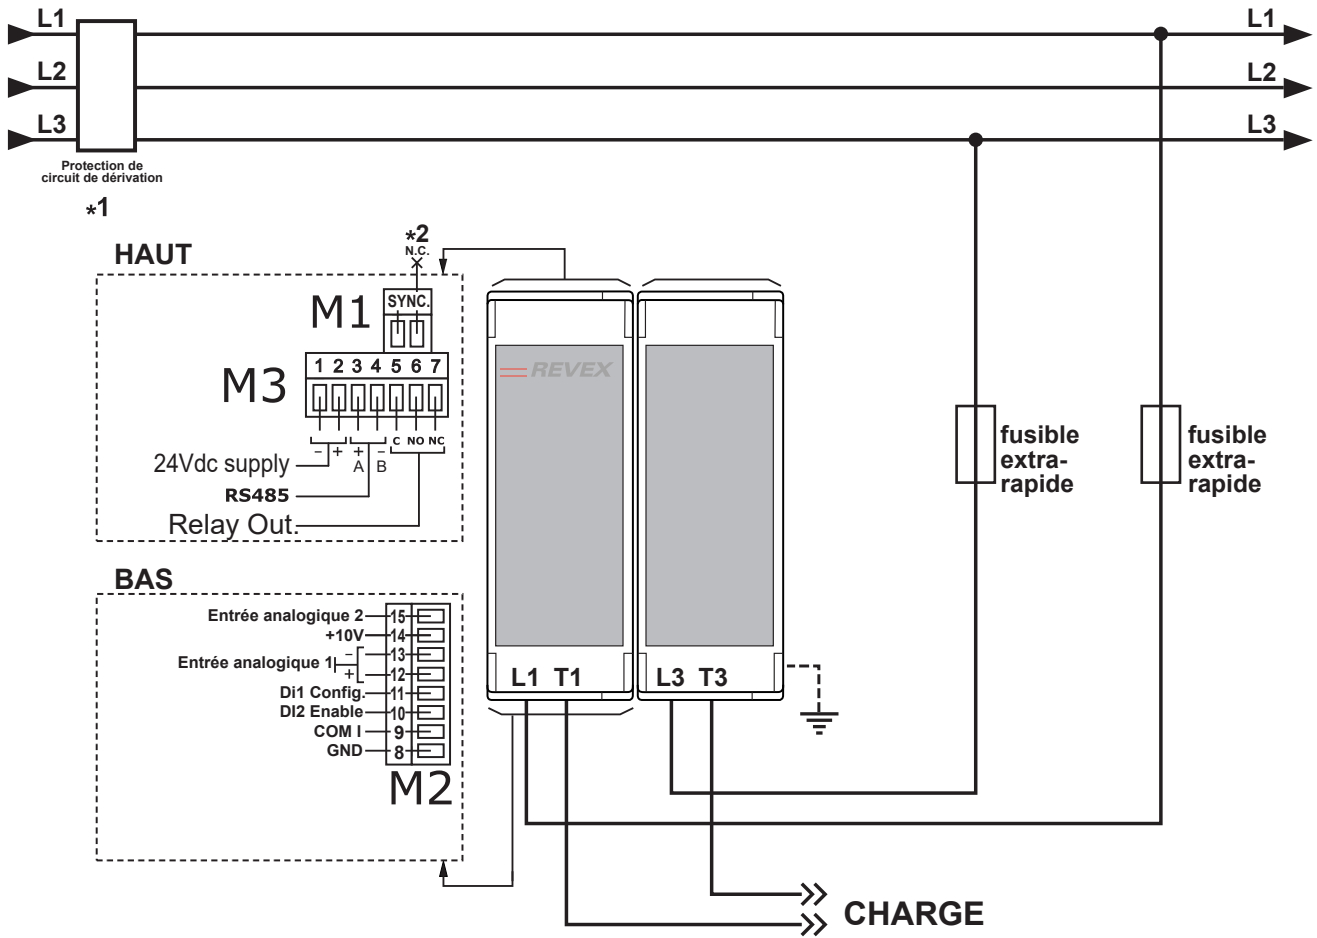 L1
L1
L2
L2
L3
L3
Protection de
circuit de dérivation
*1
HAUT
*2
N.C.
M1
SYNC.
M3
1 2 3 4 5 6 7
− + + − C NO NC
A B
24Vdc supply
RS485
Relay Out.
REVEX
fusible
extra-
rapide
fusible
extra-
rapide
BAS
Entrée analogique 2 15
+10V 14
− 13
Entrée analogique 1
+ 12
Di1 Config. 11
DI2 Enable 10
COM I 9
GND 8
M2
L1 T1
L3 T3
CHARGE